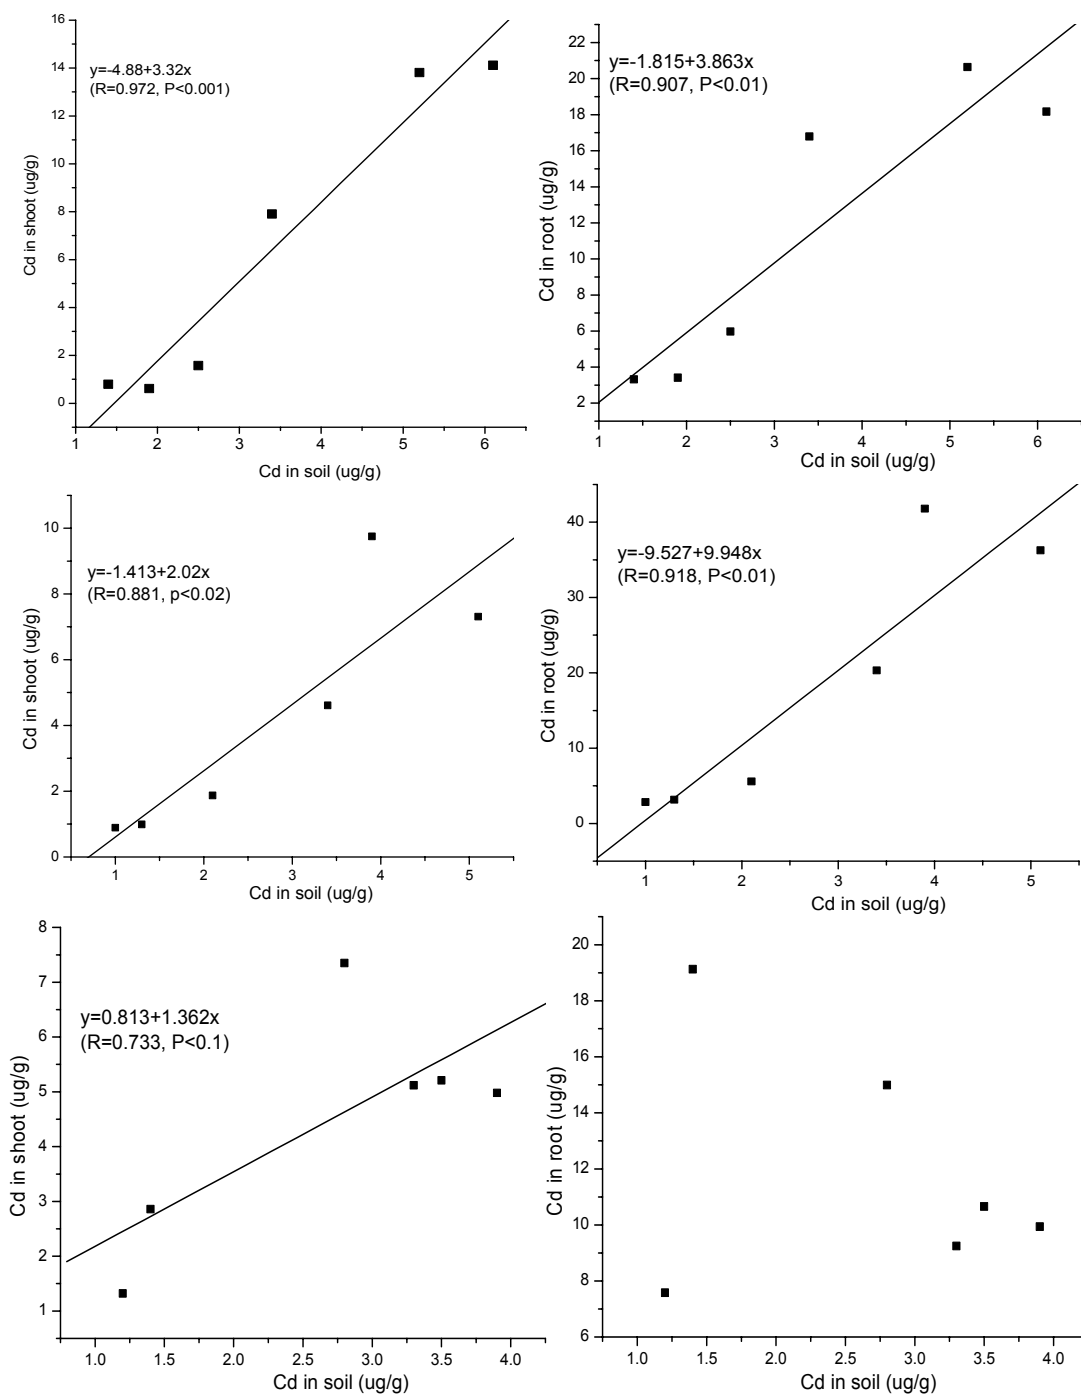 16
14
12
10
8
6
4
2
0
Cd in shoot (ug/g)
y=-4.88+3.32x
(R=0.972, P<0.001)
1 2 3 4 5 6
Cd in soil (ug/g)
22
20
18
16
14
12
10
8
6
4
2
Cd in root (ug/g)
y=-1.815+3.863x
(R=0.907, P<0.01)
1 2 3 4 5 6
Cd in soil (ug/g)
10
8
6
4
2
0
Cd in shoot (ug/g)
y=-1.413+2.02x
(R=0.881, p<0.02)
1 2 3 4 5
Cd in soil (ug/g)
40
30
20
10
0
Cd in root (ug/g)
y=-9.527+9.948x
(R=0.918, P<0.01)
1 2 3 4 5
Cd in soil (ug/g)
8
7
6
5
4
3
2
1
Cd in shoot (ug/g)
y=0.813+1.362x
(R=0.733, P<0.1)
1.0 1.5 2.0 2.5 3.0 3.5 4.0
Cd in soil (ug/g)
20
18
16
14
12
10
8
6
Cd in root (ug/g)
1.0 1.5 2.0 2.5 3.0 3.5 4.0
Cd in soil (ug/g)